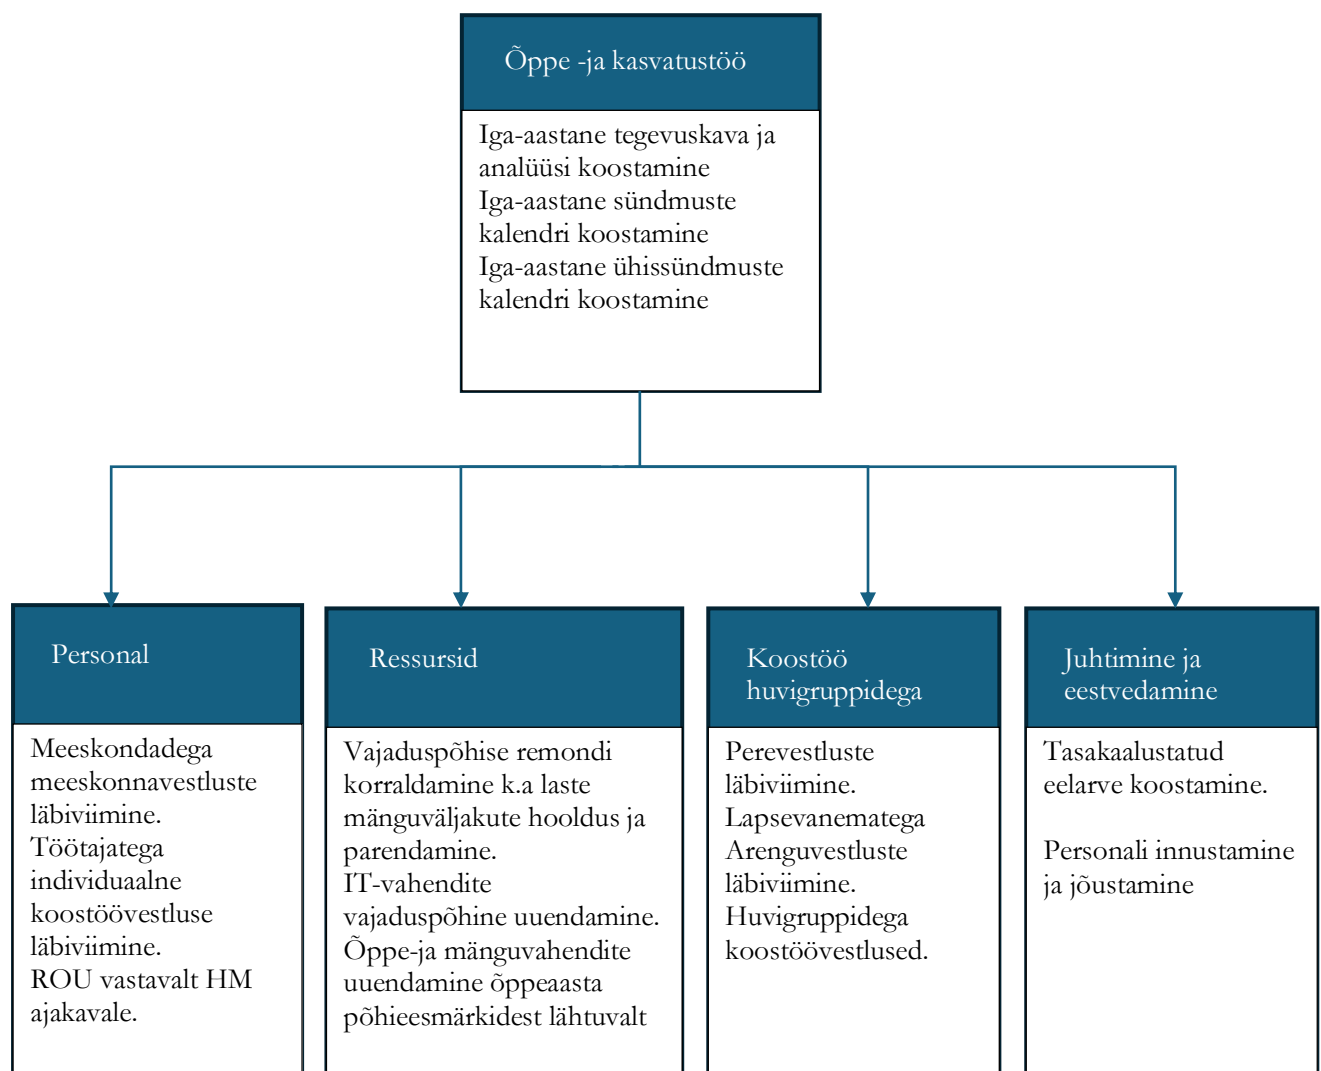 Õppe -ja kasvatustöö
Iga-aastane tegevuskava ja
analüüsi koostamine
Iga-aastane sündmuste
kalendri koostamine
Iga-aastane ühissündmuste
kalendri koostamine
Personal
Meeskondadega
meeskonnavestluste
läbiviimine.
Töötajatega
individuaalne
koostöövestluse
läbiviimine.
ROU vastavalt HM
ajakavale.
Ressursid
Vajaduspõhise remondi
korraldamine k.a laste
mänguväljakute hooldus ja
parendamine.
IT-vahendite
vajaduspõhine uuendamine.
Õppe-ja mänguvahendite
uuendamine õppeaasta
põhieesmärkidest lähtuvalt
Koostöö
huvigruppidega
Perevestluste
läbiviimine.
Lapsevanematega
Arenguvestluste
läbiviimine.
Huvigruppidega
koostöövestlused.
Juhtimine ja
eestvedamine
Tasakaalustatud
eelarve koostamine.
Personali innustamine
ja jõustamine